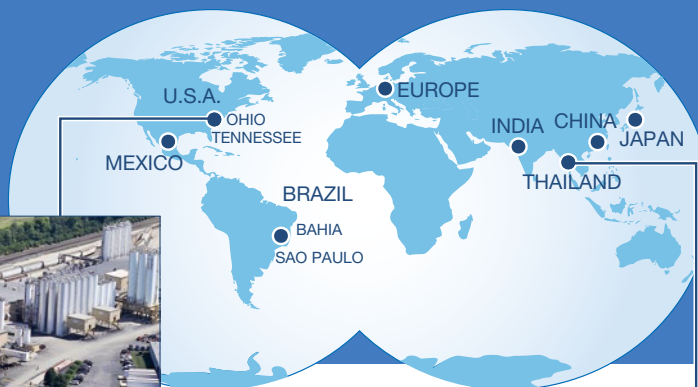 U.S.A.
OHIO
TENNESSEE
MEXICO
BRAZIL
BAHIA
SAO PAULO
EUROPE
INDIA
CHINA
JAPAN
THAILAND